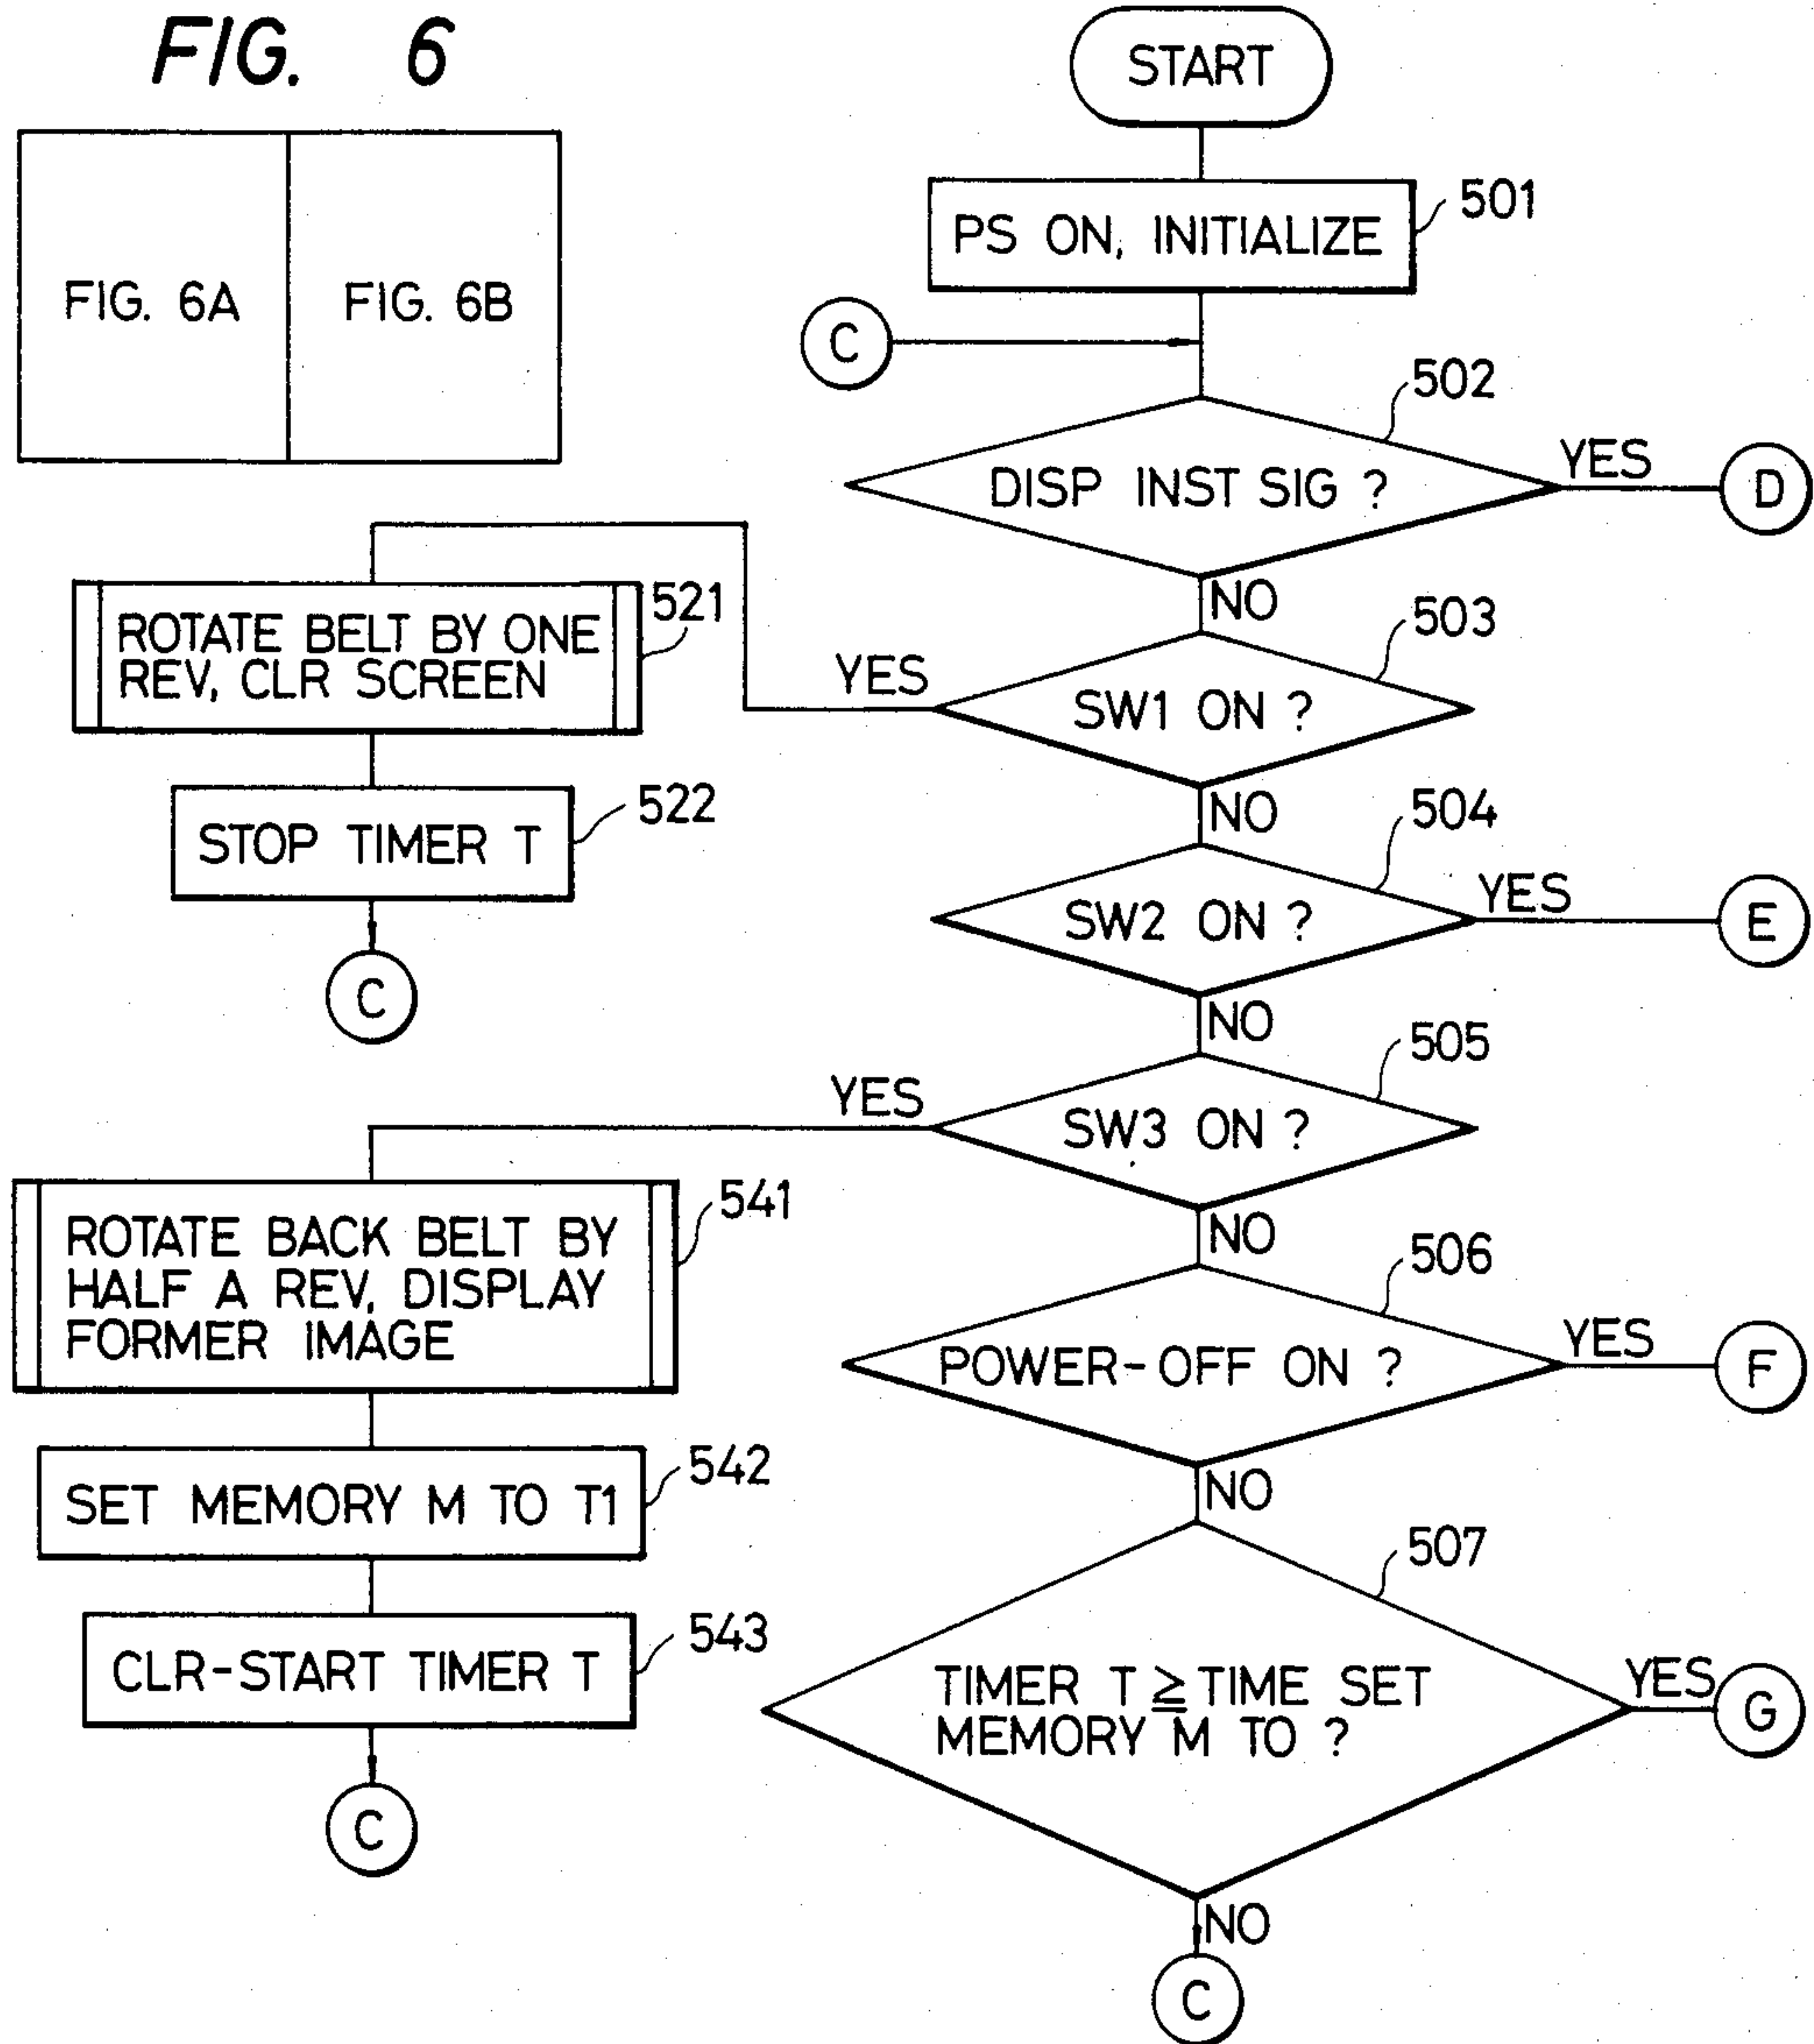 FIG. 6
FIG. 6A
FIG. 6B
START
PS ON, INITIALIZE
501
C
502
DISP INST SIG ?
YES
D
NO
503
SW1 ON ?
YES
521
ROTATE BELT BY ONE
REV, CLR SCREEN
522
STOP TIMER T
C
NO
504
SW2 ON ?
YES
E
NO
505
SW3 ON ?
YES
541
ROTATE BACK BELT BY
HALF A REV, DISPLAY
FORMER IMAGE
542
SET MEMORY M TO T1
543
CLR-START TIMER T
C
NO
506
POWER-OFF ON ?
YES
F
NO
507
TIMER T ≧ TIME SET
MEMORY M TO ?
YES
G
NO
C